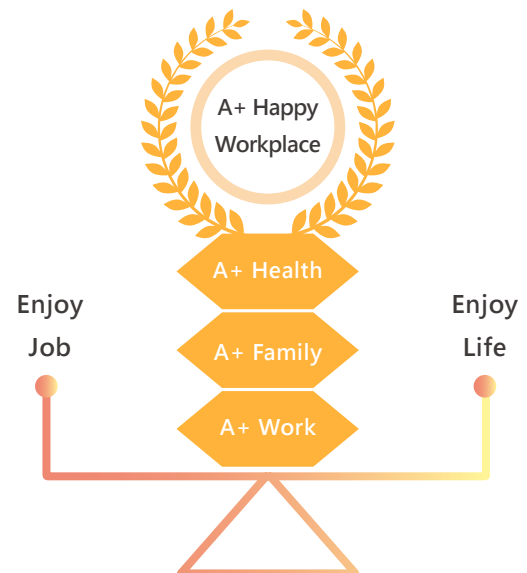 A+ Happy
Workplace
A+ Health
Enjoy
Job
Enjoy
Life
A+ Family
A+ Work